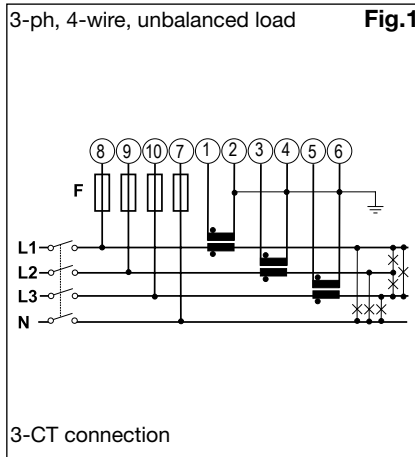 3-ph, 4-wire, unbalanced load Fig.1
8 9 10 7 1 2 3 4 5 6
F
L1
L2
L3
N
3-CT connection